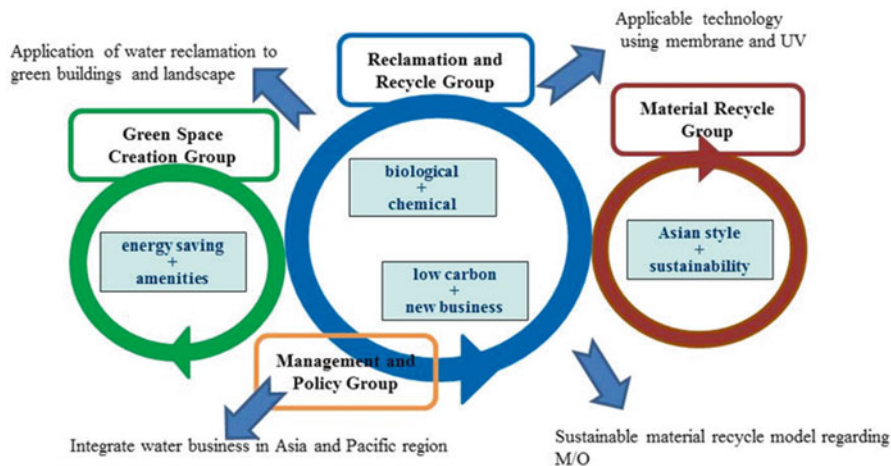 Applicable technology
using membrane and UV
Application of water reclamation to
green buildings and landscape
Reclamation and
Recycle Group
Green Space
Creation Group
Material Recycle
Group
biological
+
chemical
energy saving
+
amenities
Asian style
+
sustainability
low carbon
+
new business
Management and
Policy Group
Integrate water business in Asia and Pacific region
Sustainable material recycle model regarding
M/O